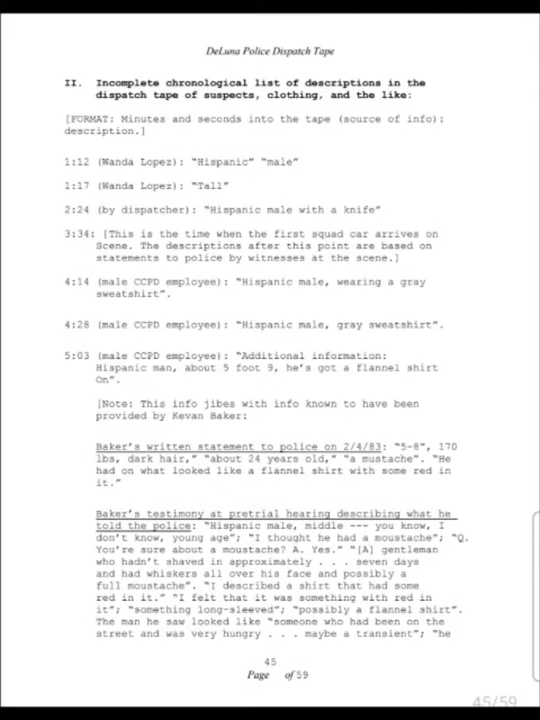 DeLuna Police Dispatch Tape
II. Incomplete chronological list of descriptions in the
dispatch tape of suspects, clothing, and the like:
[FORMAT: Minutes and seconds into the tape (source of info):
description.]
1:12 (Wanda Lopez): “Hispanic” “male”
1:17 (Wanda Lopez): “Tall”
2:24 (by dispatcher): “Hispanic male with a knife”
3:34: [This is the time when the first squad car arrives on
Scene. The descriptions after this point are based on
statements to police by witnesses at the scene.]
4:14 (male CCPD employee): “Hispanic male, wearing a gray
sweatshirt”.
4:28 (male CCPD employee): “Hispanic male, gray sweatshirt”.
5:03 (male CCPD employee): “Additional information:
Hispanic man, about 5 foot 9, he’s got a flannel shirt
On”.
[Note: This info jibes with info known to have been
provided by Kevan Baker:
Baker’s written statement to police on 2/4/83: “5-8”, 170
lbs, dark hair,” “about 24 years old,” “a mustache”. “He
had on what looked like a flannel shirt with some red in
it.”
Baker’s testimony at pretrial hearing describing what he
told the police: “Hispanic male, middle --- you know, I
don’t know, young age”; “I thought he had a moustache”; “Q.
You’re sure about a moustache? A. Yes.” “[A] gentleman
who hadn’t shaved in approximately . . . seven days
and had whiskers all over his face and possibly a
full moustache”. “I described a shirt that had some
red in it.” “I felt that it was something with red in
it”; “something long-sleeved”; “possibly a flannel shirt”.
The man he saw looked like “someone who had been on the
street and was very hungry . . . maybe a transient”; “he
45
Page of 59
45/59